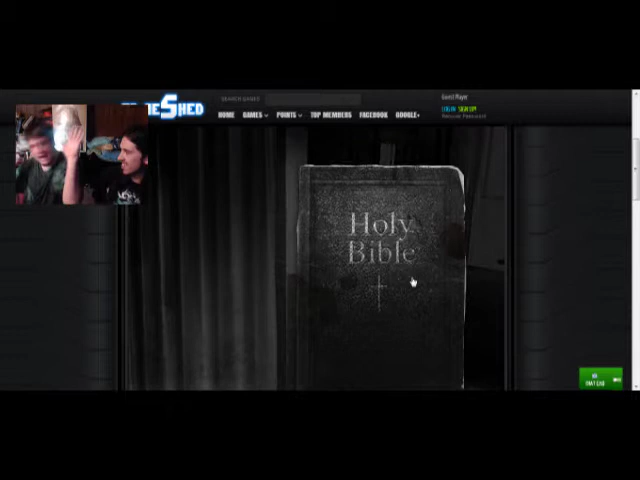 SHED
SEARCH GAMES
Guest Player
LOGIN SIGN UP!
HOME GAMES POINTS TOP MEMBERS FACEBOOK GOOGLE+
Holy
Bible